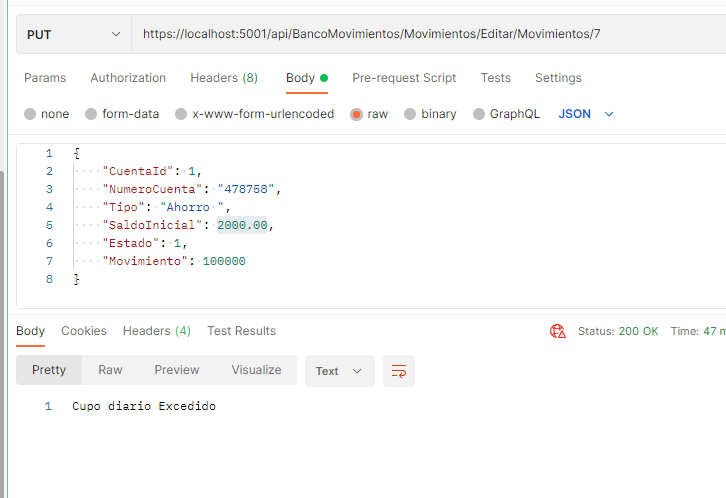 PUT https://localhost:5001/api/BancoMovimientos/Movimientos/Editar/Movimientos/7
Params Authorization Headers (8) Body Pre-request Script Tests Settings
none form-data x-www-form-urlencoded raw binary GraphQL JSON
1 {
2 "CuentaId": 1,
3 "NumeroCuenta": "478758",
4 "Tipo": "Ahorro ",
5 "SaldoInicial": 2000.00,
6 "Estado": 1,
7 "Movimiento": 100000
8 }
Body Cookies Headers (4) Test Results Status: 200 OK Time: 47 m
Pretty Raw Preview Visualize Text
1 Cupo diario Excedido